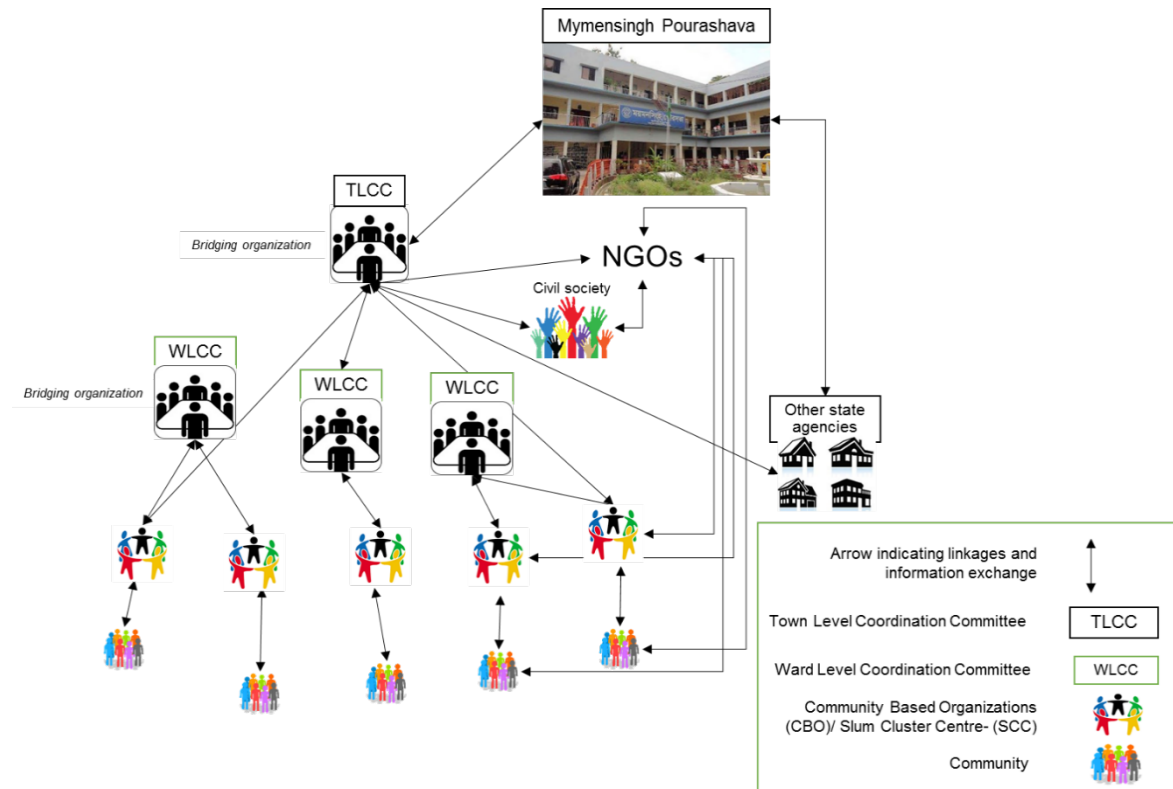 Mymensingh Pourashava
TLCC
Bridging organization
NGOs
Civil society
WLCC
Bridging organization
WLCC
WLCC
Other state
agencies
Arrow indicating linkages and
information exchange
Town Level Coordination Committee
TLCC
Ward Level Coordination Committee
WLCC
Community Based Organizations
(CBO)/ Slum Cluster Centre- (SCC)
Community